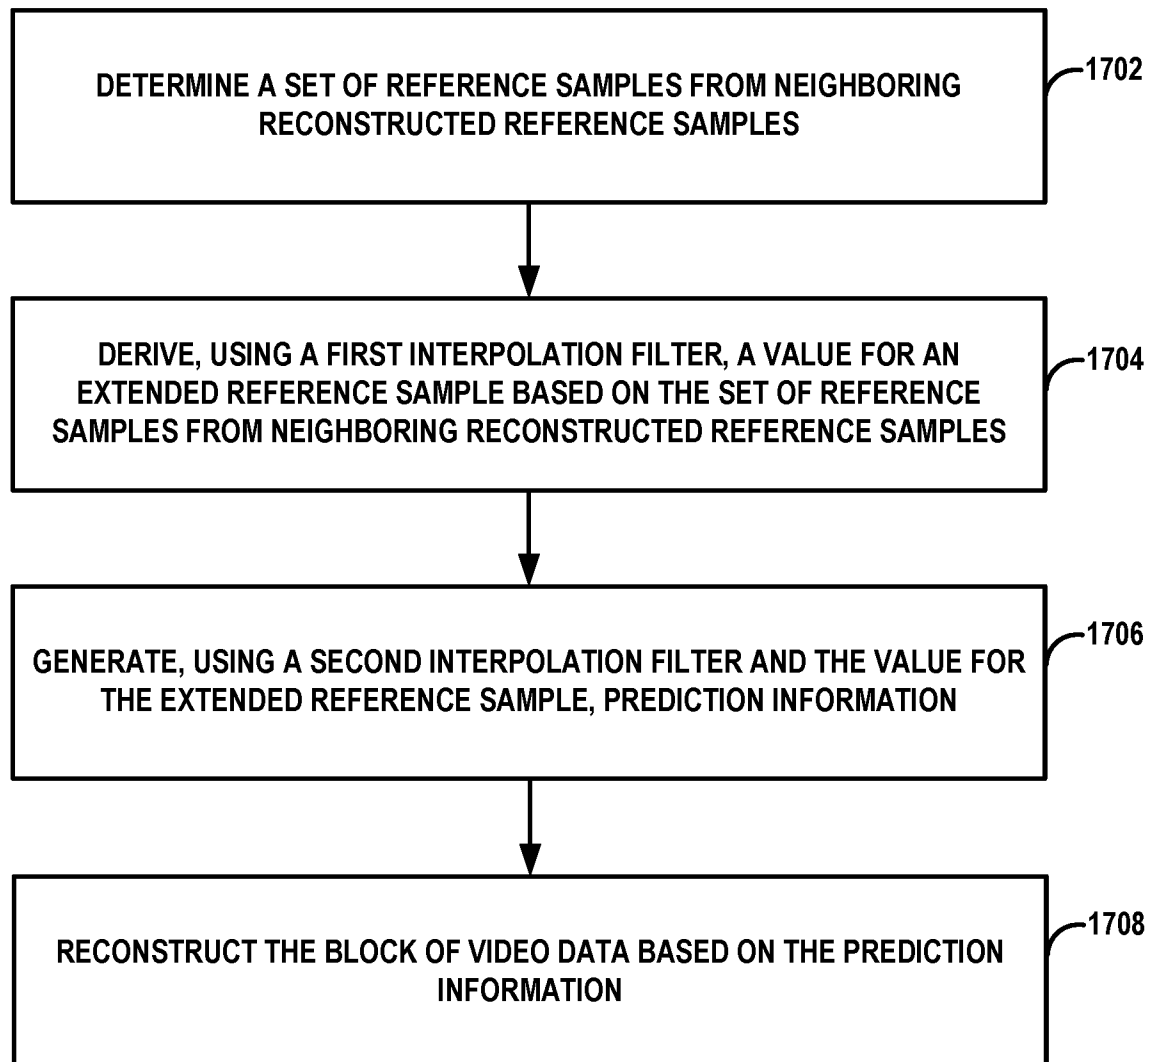 DETERMINE A SET OF REFERENCE SAMPLES FROM NEIGHBORING
RECONSTRUCTED REFERENCE SAMPLES
1702
DERIVE, USING A FIRST INTERPOLATION FILTER, A VALUE FOR AN
EXTENDED REFERENCE SAMPLE BASED ON THE SET OF REFERENCE
SAMPLES FROM NEIGHBORING RECONSTRUCTED REFERENCE SAMPLES
1704
GENERATE, USING A SECOND INTERPOLATION FILTER AND THE VALUE FOR
THE EXTENDED REFERENCE SAMPLE, PREDICTION INFORMATION
1706
RECONSTRUCT THE BLOCK OF VIDEO DATA BASED ON THE PREDICTION
INFORMATION
1708